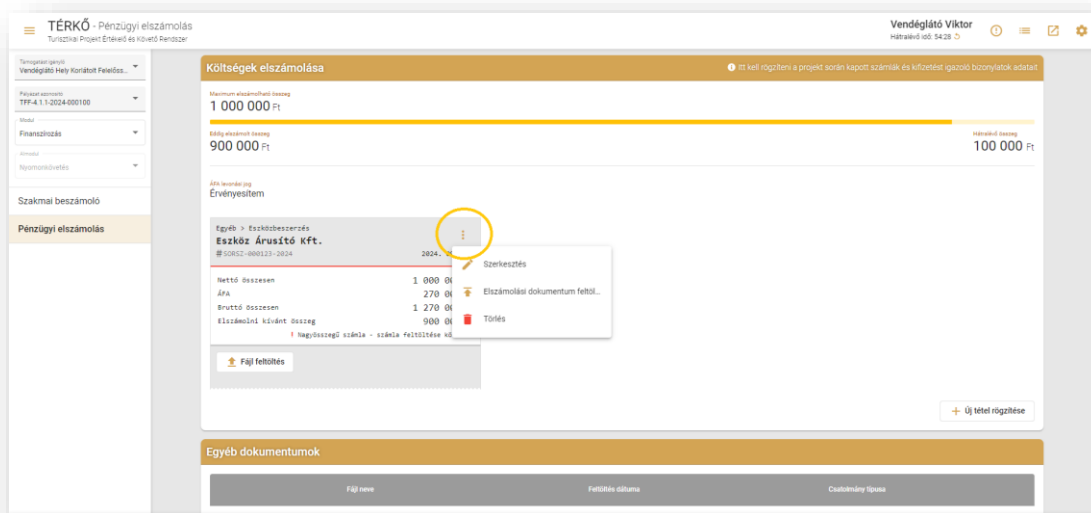 TÉRKŐ - Pénzügyi elszámolás
Turisztikai Projekt Értékelő és Követő Rendszer
Vendéglátó Viktor
Hátralévő idő: 54:28
Támogatást igénylő
Vendéglátó Hely Korlátolt Felelőss...
Pályázat azonosító
TFF-4.1.1-2024-000100
Modul
Finanszírozás
Almodul
Nyomonkövetés
Szakmai beszámoló
Pénzügyi elszámolás
Költségek elszámolása
Itt kell rögzíteni a projekt során kapott számlák és kifizetést igazoló bizonylatok adatait
Maximum elszámolható összeg
1 000 000 Ft
Eddig elszámolt összeg
900 000 Ft
Hátralévő összeg
100 000 Ft
ÁFA levonási jog
Érvényesítem
Egyéb > Eszközbeszerzés
Eszköz Árusító Kft.
#SORSZ-000123-2024
2024.
Nettó összesen 1 000 00
ÁFA 270 00
Bruttó összesen 1 270 00
Elszámolni kívánt összeg 900 00
! Nagyösszegű számla - számla feltöltése kö
Fájl feltöltés
Szerkesztés
Elszámolási dokumentum feltöl...
Törlés
+ Új tétel rögzítése
Egyéb dokumentumok
Fájl neve Feltöltés dátuma Csatolmány típusa